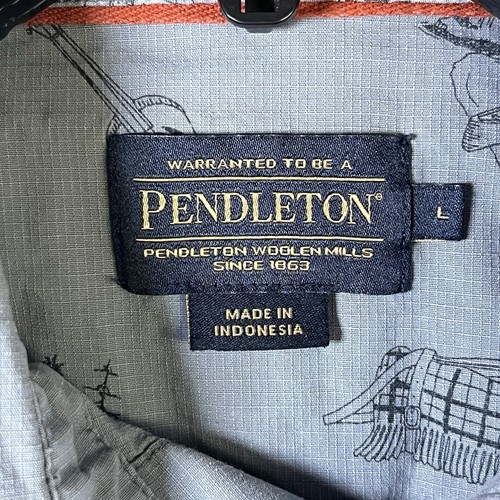 WARRANTED TO BE A
PENDLETON®
L
PENDLETON WOOLEN MILLS
SINCE 1863
MADE IN
INDONESIA